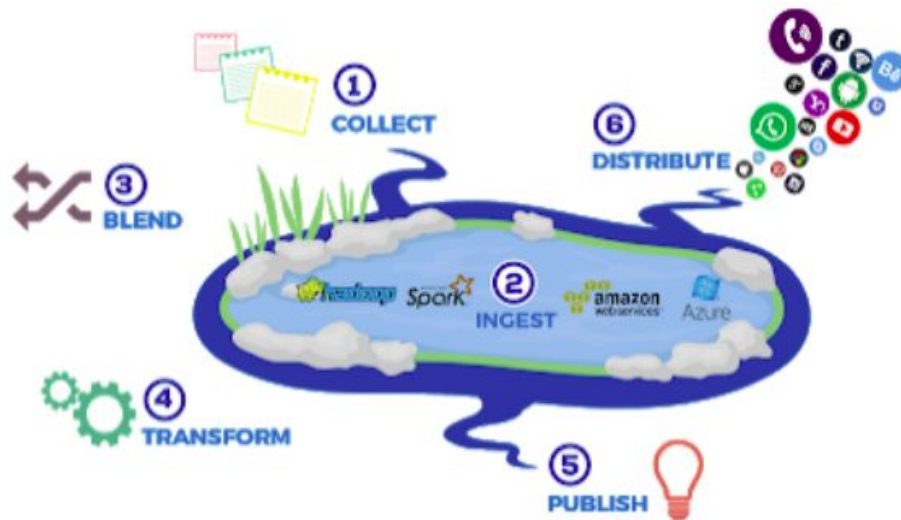 1
COLLECT
6
DISTRIBUTE
3
BLEND
hadoop
Spark
2
INGEST
amazon
webservices
Azure
4
TRANSFORM
5
PUBLISH